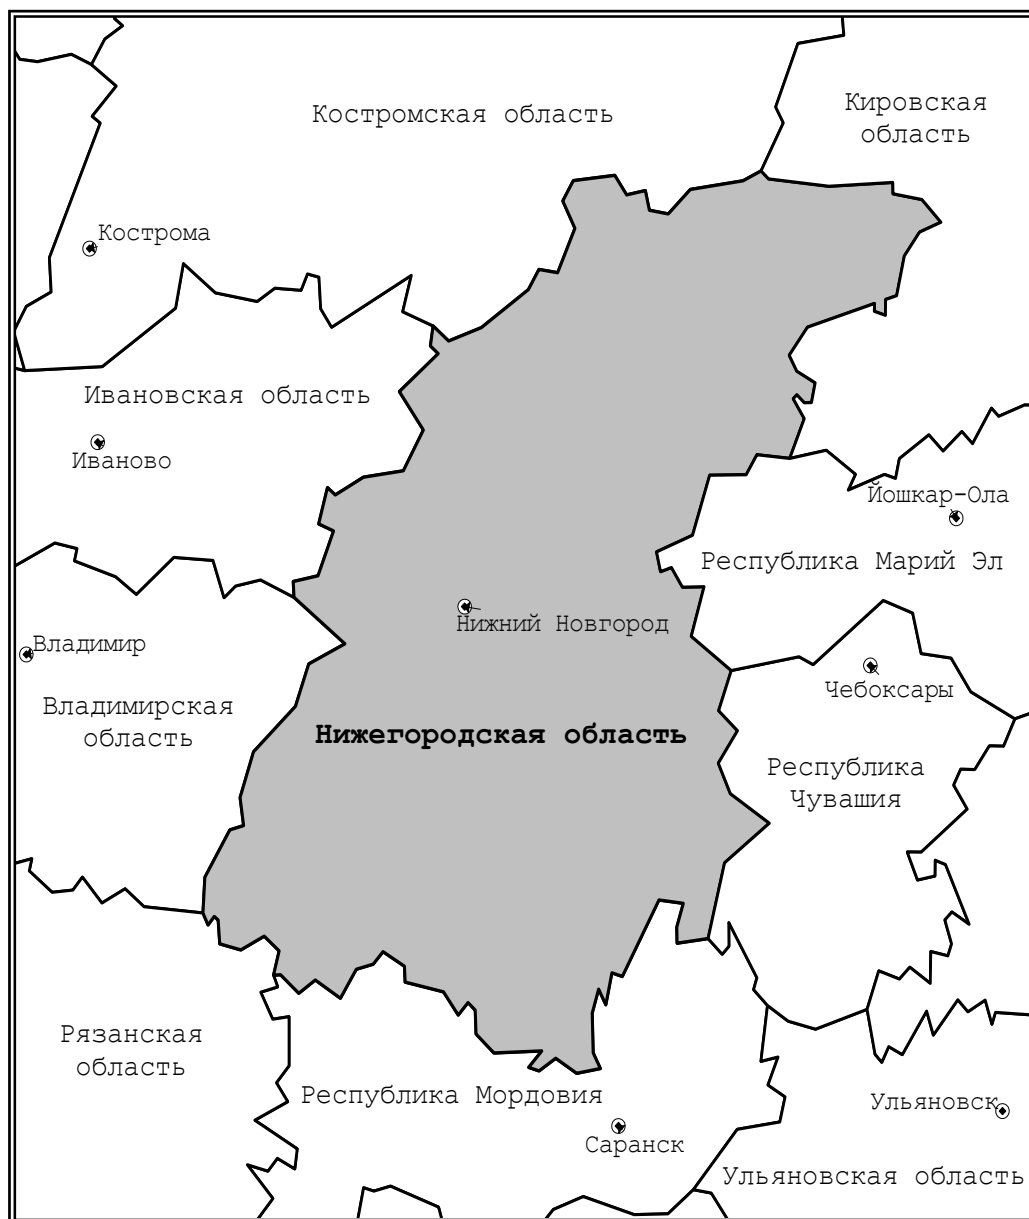 Костромская область
Кировская
область
Кострома
Ивановская область
Иваново
Йошкар-Ола
Республика Марий Эл
Нижний Новгород
Владимир
Чебоксары
Владимирская
область
Нижегородская область
Республика
Чувашия
Рязанская
область
Республика Мордовия
Ульяновск
Саранск
Ульяновская область